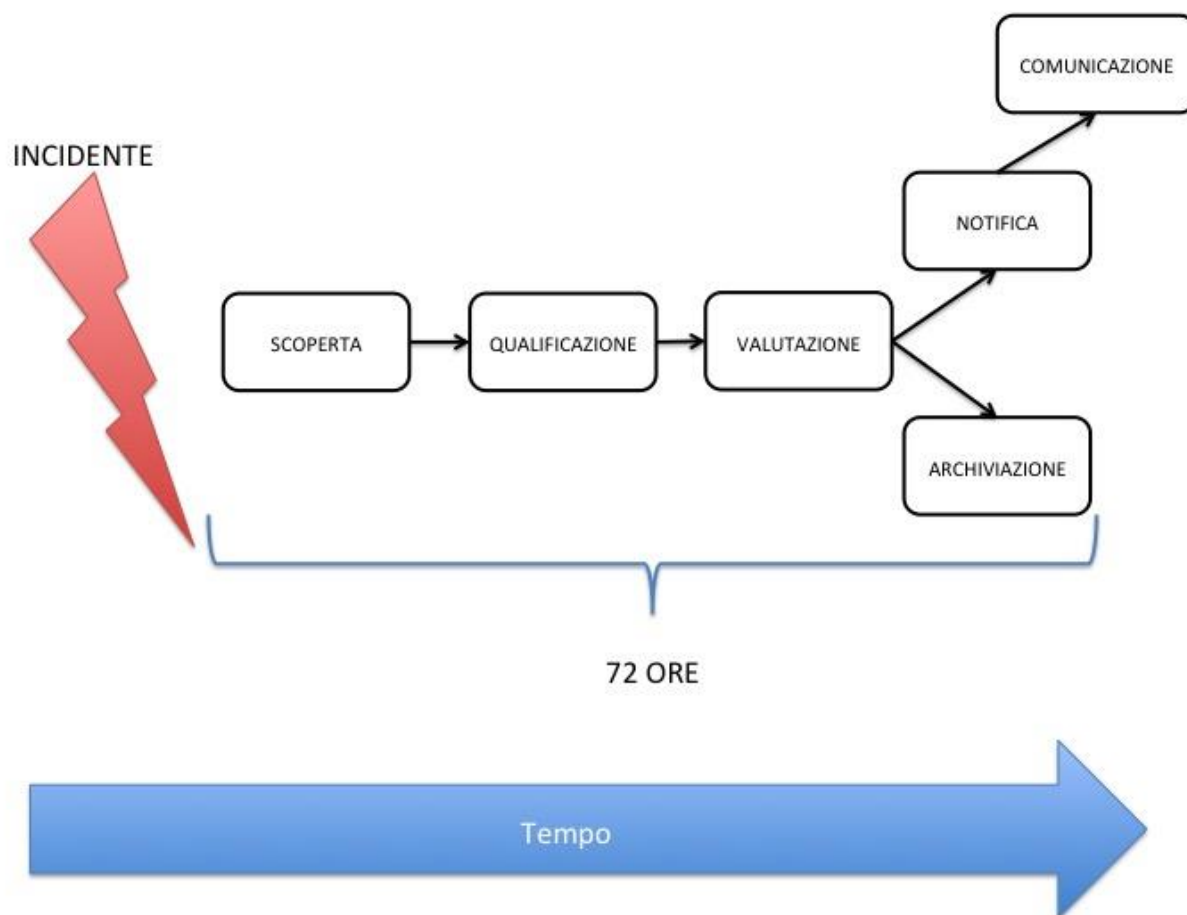 COMUNICAZIONE
INCIDENTE
NOTIFICA
SCOPERTA
QUALIFICAZIONE
VALUTAZIONE
ARCHIVIAZIONE
72 ORE
Tempo